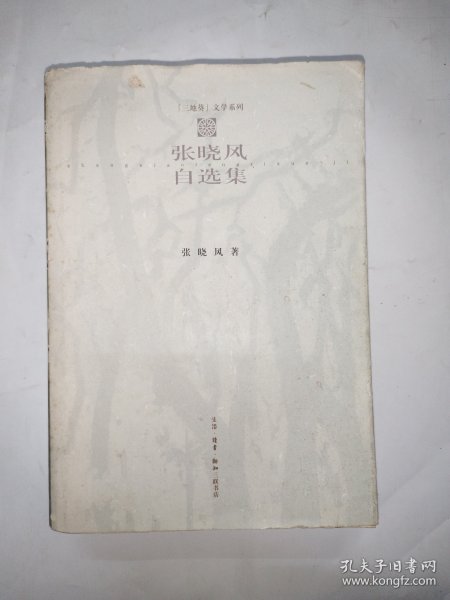 「三地葵」文学系列
张晓风
zhangxiaofengzixuanji
自选集
张晓风著
生活·读书·新知三联书店
孔夫子旧书网
www.kongfz.com